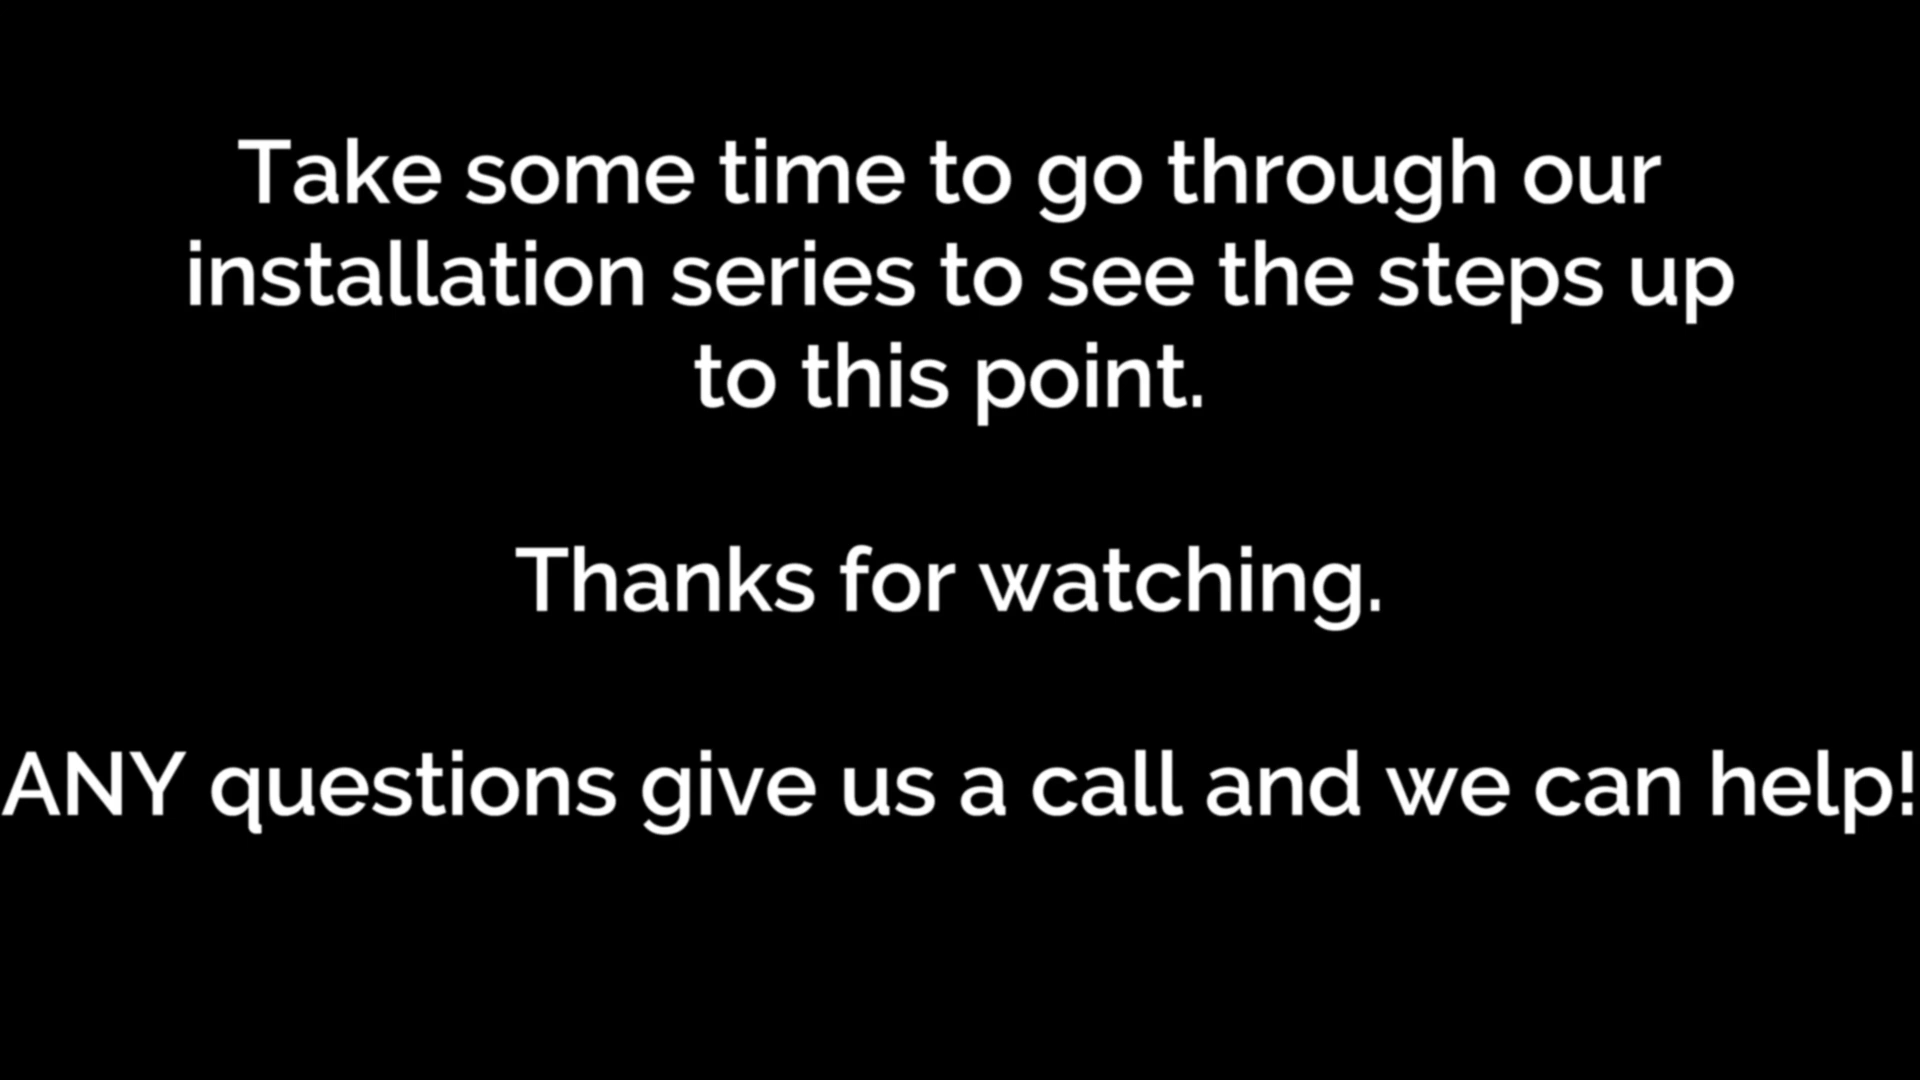 Take some time to go through our
installation series to see the steps up
to this point.
Thanks for watching.
ANY questions give us a call and we can help!